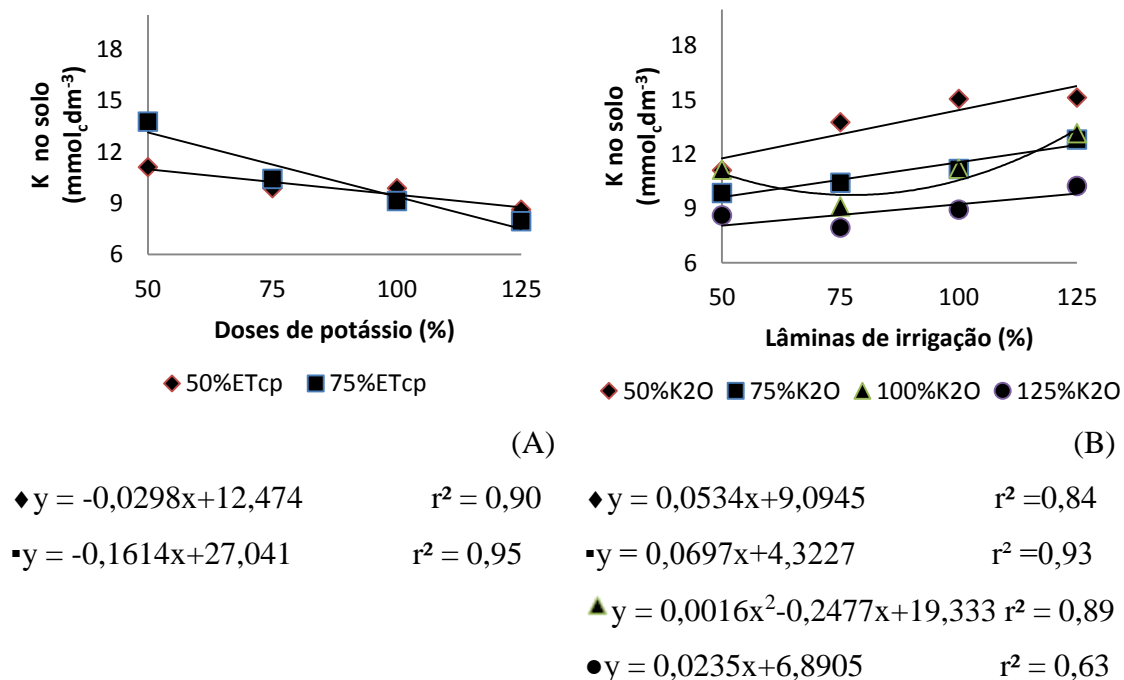 18
15
12
9
6
K no solo
(mmolcdm-3)
50 75 100 125
Doses de potássio (%)
50%ETcp 75%ETcp
(A)
18
15
12
9
6
K no solo
(mmolcdm-3)
50 75 100 125
Lâminas de irrigação (%)
50%K2O 75%K2O 100%K2O 125%K2O
(B)
♦y = -0,0298x+12,474 r² = 0,90
▪y = -0,1614x+27,041 r² = 0,95
♦y = 0,0534x+9,0945 r² =0,84
▪y = 0,0697x+4,3227 r² =0,93
▲y = 0,0016x²-0,2477x+19,333 r² = 0,89
●y = 0,0235x+6,8905 r² = 0,63